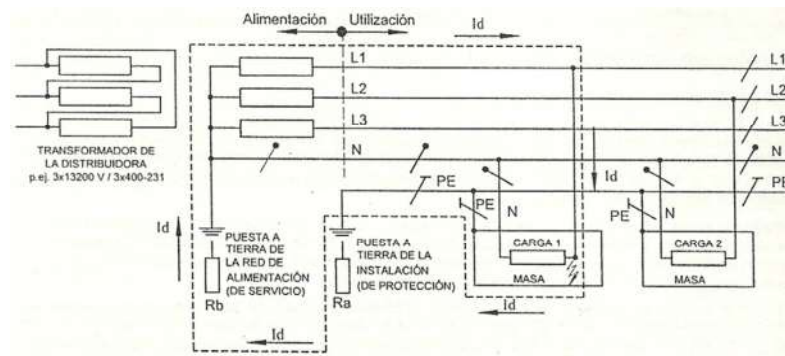 Alimentación
Utilización
Id
L1
L2
L3
N
PE
L1
L2
L3
N
PE
TRANSFORMADOR DE
LA DISTRIBUIDORA
p.ej. 3x13200 V / 3x400-231
Id
Id
PE
N
PE
N
CARGA 1
MASA
CARGA 2
MASA
PUESTA A
TIERRA DE
LA RED DE
ALIMENTACIÓN
(DE SERVICIO)
Rb
PUESTA A
TIERRA DE LA
INSTALACIÓN
(DE PROTECCIÓN)
Ra
Id
Id